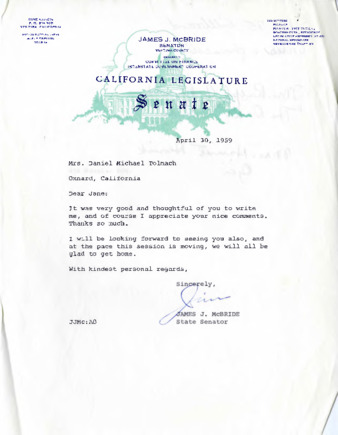 JAMES J. McBRIDE
SENATOR
CALIFORNIA LEGISLATURE
Senate
April 30, 1959
Mrs. Daniel Michael Dolnach
Oxnard, California
Dear Jane:
It was very good and thoughtful of you to write
me, and of course I appreciate your nice comments.
Thanks so much.
I will be looking forward to seeing you also, and
at the pace this session is moving, we will all be
glad to get home.
With kindest personal regards,
Sincerely,
Jim
JAMES J. McBRIDE
JJMc:AD State Senator